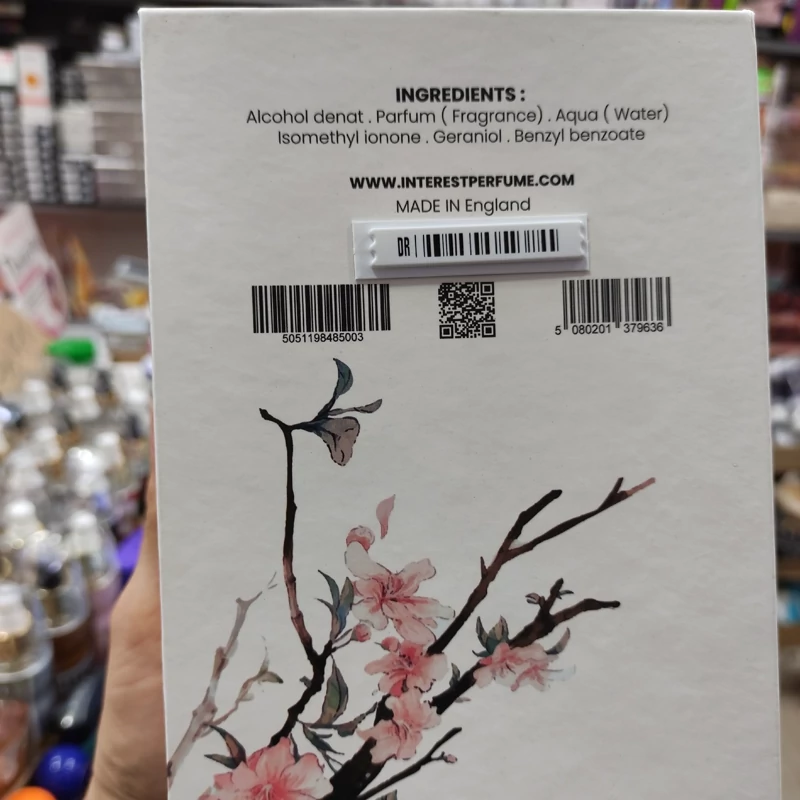 INGREDIENTS :
Alcohol denat . Parfum ( Fragrance) . Aqua ( Water)
Isomethyl ionone . Geraniol . Benzyl benzoate
WWW.INTERESTPERFUME.COM
MADE IN England
DR
5051198485003
5 080201 379636